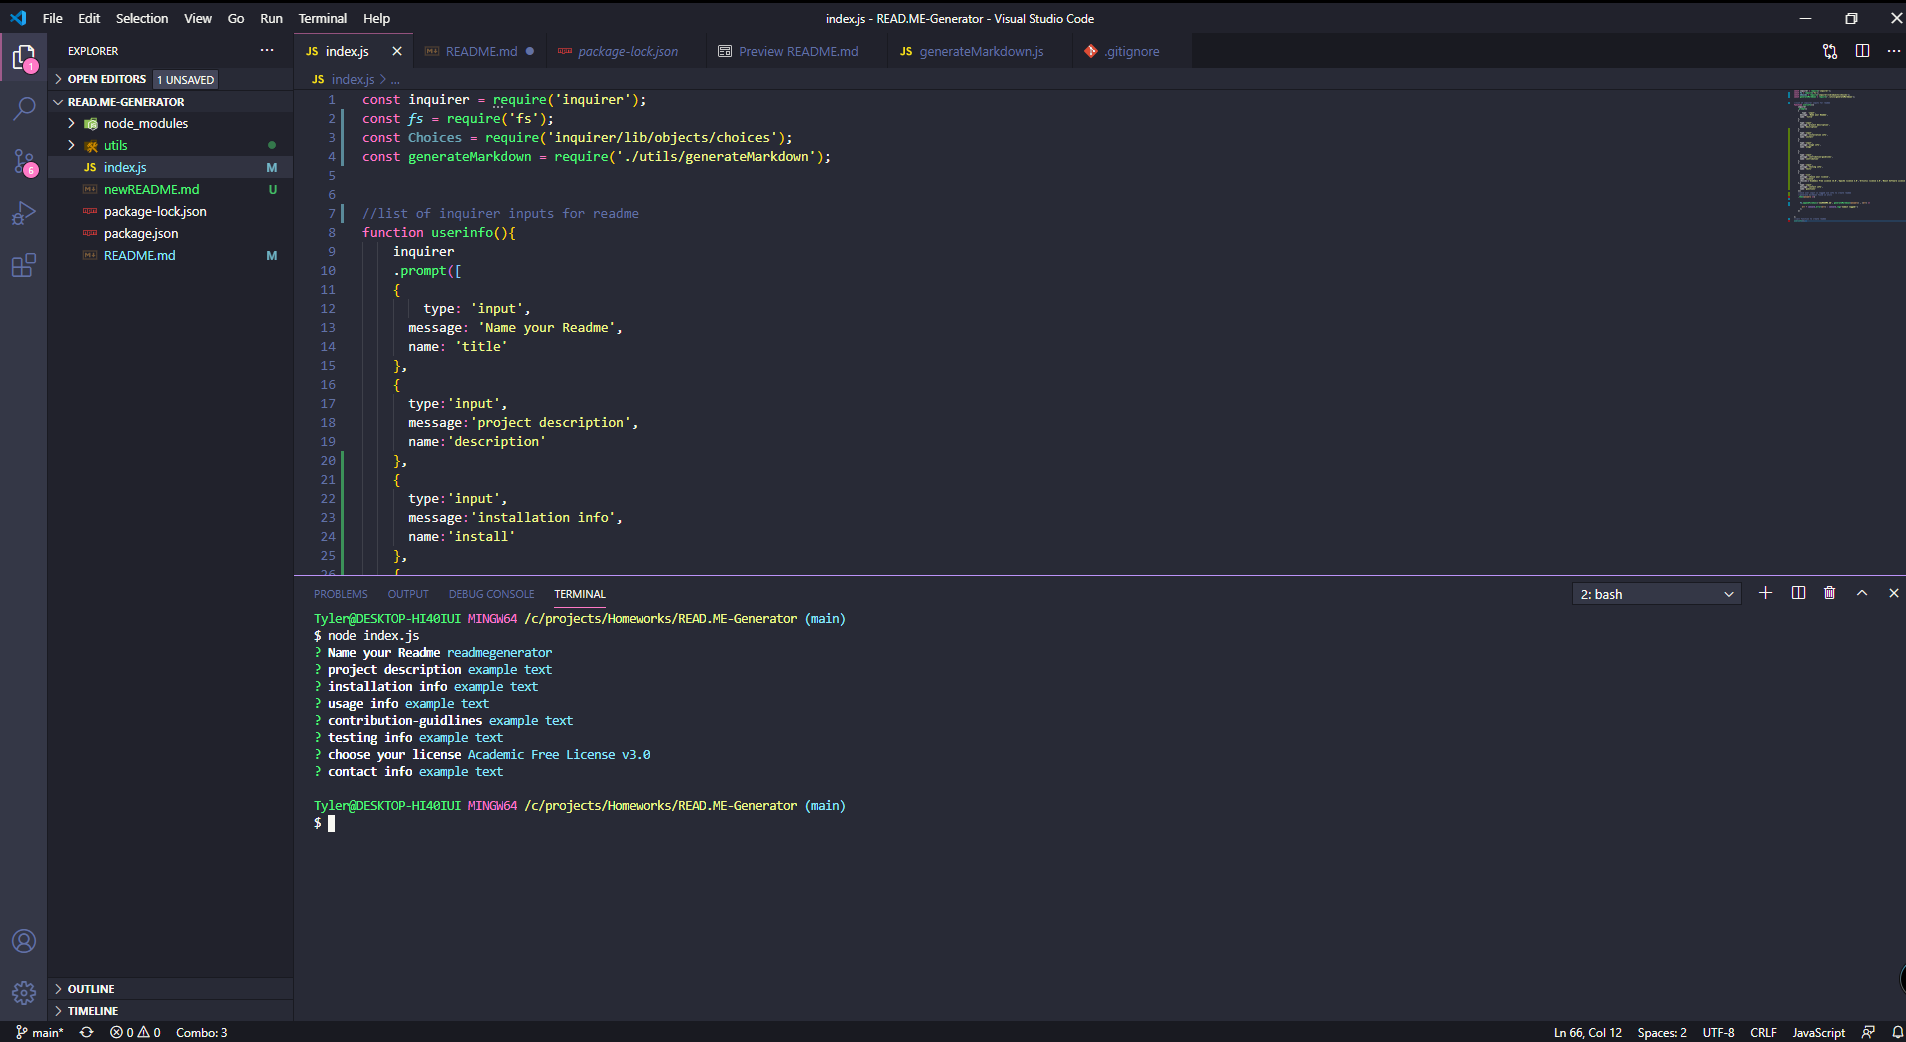 File Edit Selection View Go Run Terminal Help
index.js - READ.ME-Generator - Visual Studio Code
EXPLORER
OPEN EDITORS 1 UNSAVED
READ.ME-GENERATOR
node_modules
utils
JS index.js M
newREADME.md U
package-lock.json
package.json
README.md M
OUTLINE
TIMELINE
1
6
JS index.js
README.md
package-lock.json
Preview README.md
JS generateMarkdown.js
.gitignore
JS index.js > ...
1 const inquirer = require('inquirer');
2 const fs = require('fs');
3 const Choices = require('inquirer/lib/objects/choices');
4 const generateMarkdown = require('./utils/generateMarkdown');
5
6
7 //list of inquirer inputs for readme
8 function userinfo(){
9 inquirer
10 .prompt([
11 {
12 type: 'input',
13 message: 'Name your Readme',
14 name: 'title'
15 },
16 {
17 type:'input',
18 message:'project description',
19 name:'description'
20 },
21 {
22 type:'input',
23 message:'installation info',
24 name:'install'
25 },
26 {
PROBLEMS OUTPUT DEBUG CONSOLE TERMINAL
2: bash
Tyler@DESKTOP-HI40IUI MINGW64 /c/projects/Homeworks/READ.ME-Generator (main)
$ node index.js
? Name your Readme readmegenerator
? project description example text
? installation info example text
? usage info example text
? contribution-guidlines example text
? testing info example text
? choose your license Academic Free License v3.0
? contact info example text
Tyler@DESKTOP-HI40IUI MINGW64 /c/projects/Homeworks/READ.ME-Generator (main)
$
main* 0 0 Combo: 3
Ln 66, Col 12 Spaces: 2 UTF-8 CRLF JavaScript